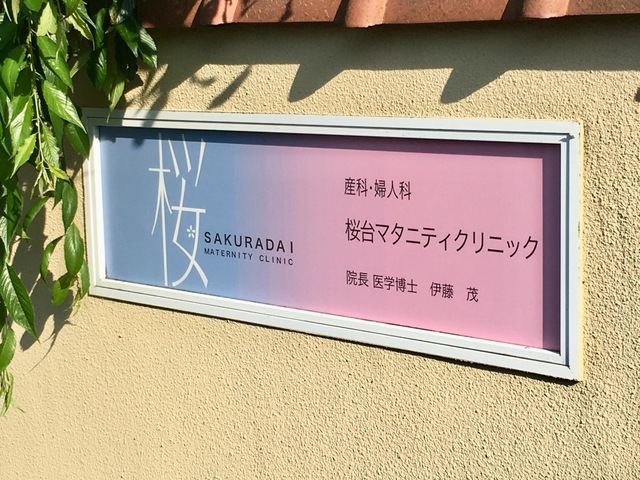 桜
SAKURADAI
MATERNITY CLINIC
産科・婦人科
桜台マタニティクリニック
院長 医学博士 伊藤 茂